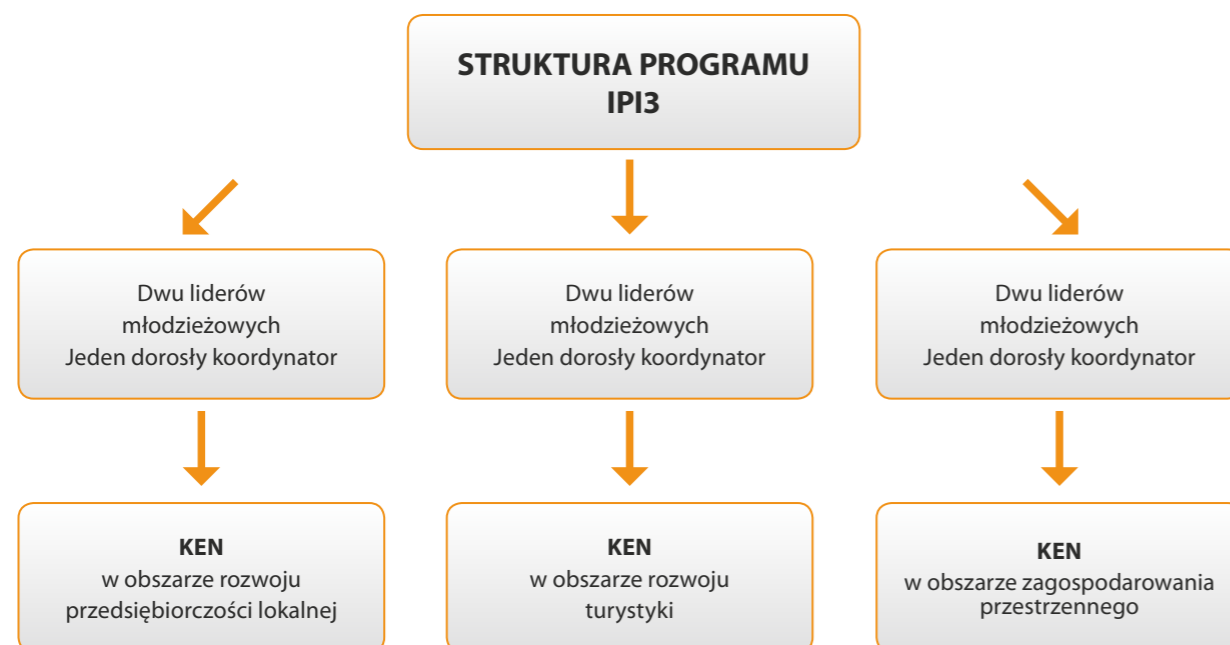 STRUKTURA PROGRAMU
IPI3
Dwu liderów
młodzieżowych
Jeden dorosły koordynator
Dwu liderów
młodzieżowych
Jeden dorosły koordynator
Dwu liderów
młodzieżowych
Jeden dorosły koordynator
KEN
w obszarze rozwoju
przedsiębiorczości lokalnej
KEN
w obszarze rozwoju
turystyki
KEN
w obszarze zagospodarowania
przestrzennego